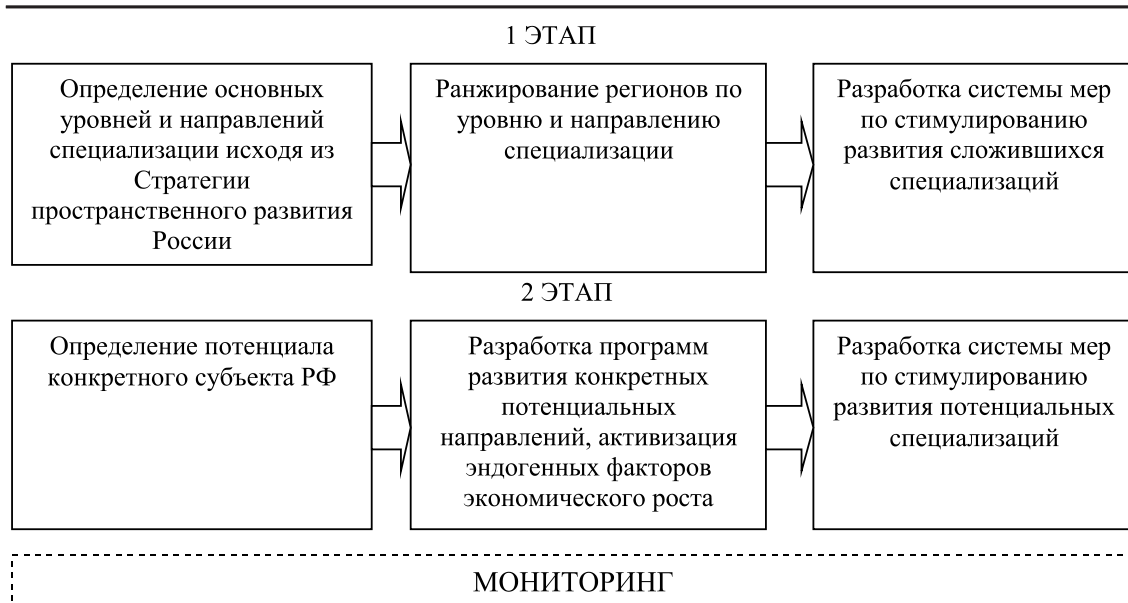 1 ЭТАП
Определение основных
уровней и направлений
специализации исходя из
Стратегии
пространственного развития
России
Ранжирование регионов по
уровню и направлению
специализации
Разработка системы мер
по стимулированию
развития сложившихся
специализаций
2 ЭТАП
Определение потенциала
конкретного субъекта РФ
Разработка программ
развития конкретных
потенциальных
направлений, активизация
эндогенных факторов
экономического роста
Разработка системы мер
по стимулированию
развития потенциальных
специализаций
МОНИТОРИНГ